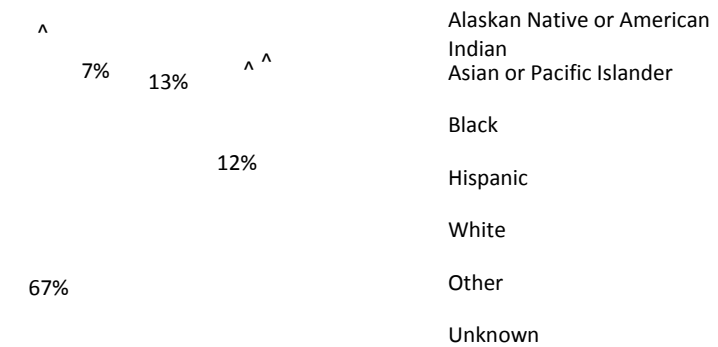 ^
7%
13%
^ ^
12%
67%
Alaskan Native or American
Indian
Asian or Pacific Islander
Black
Hispanic
White
Other
Unknown